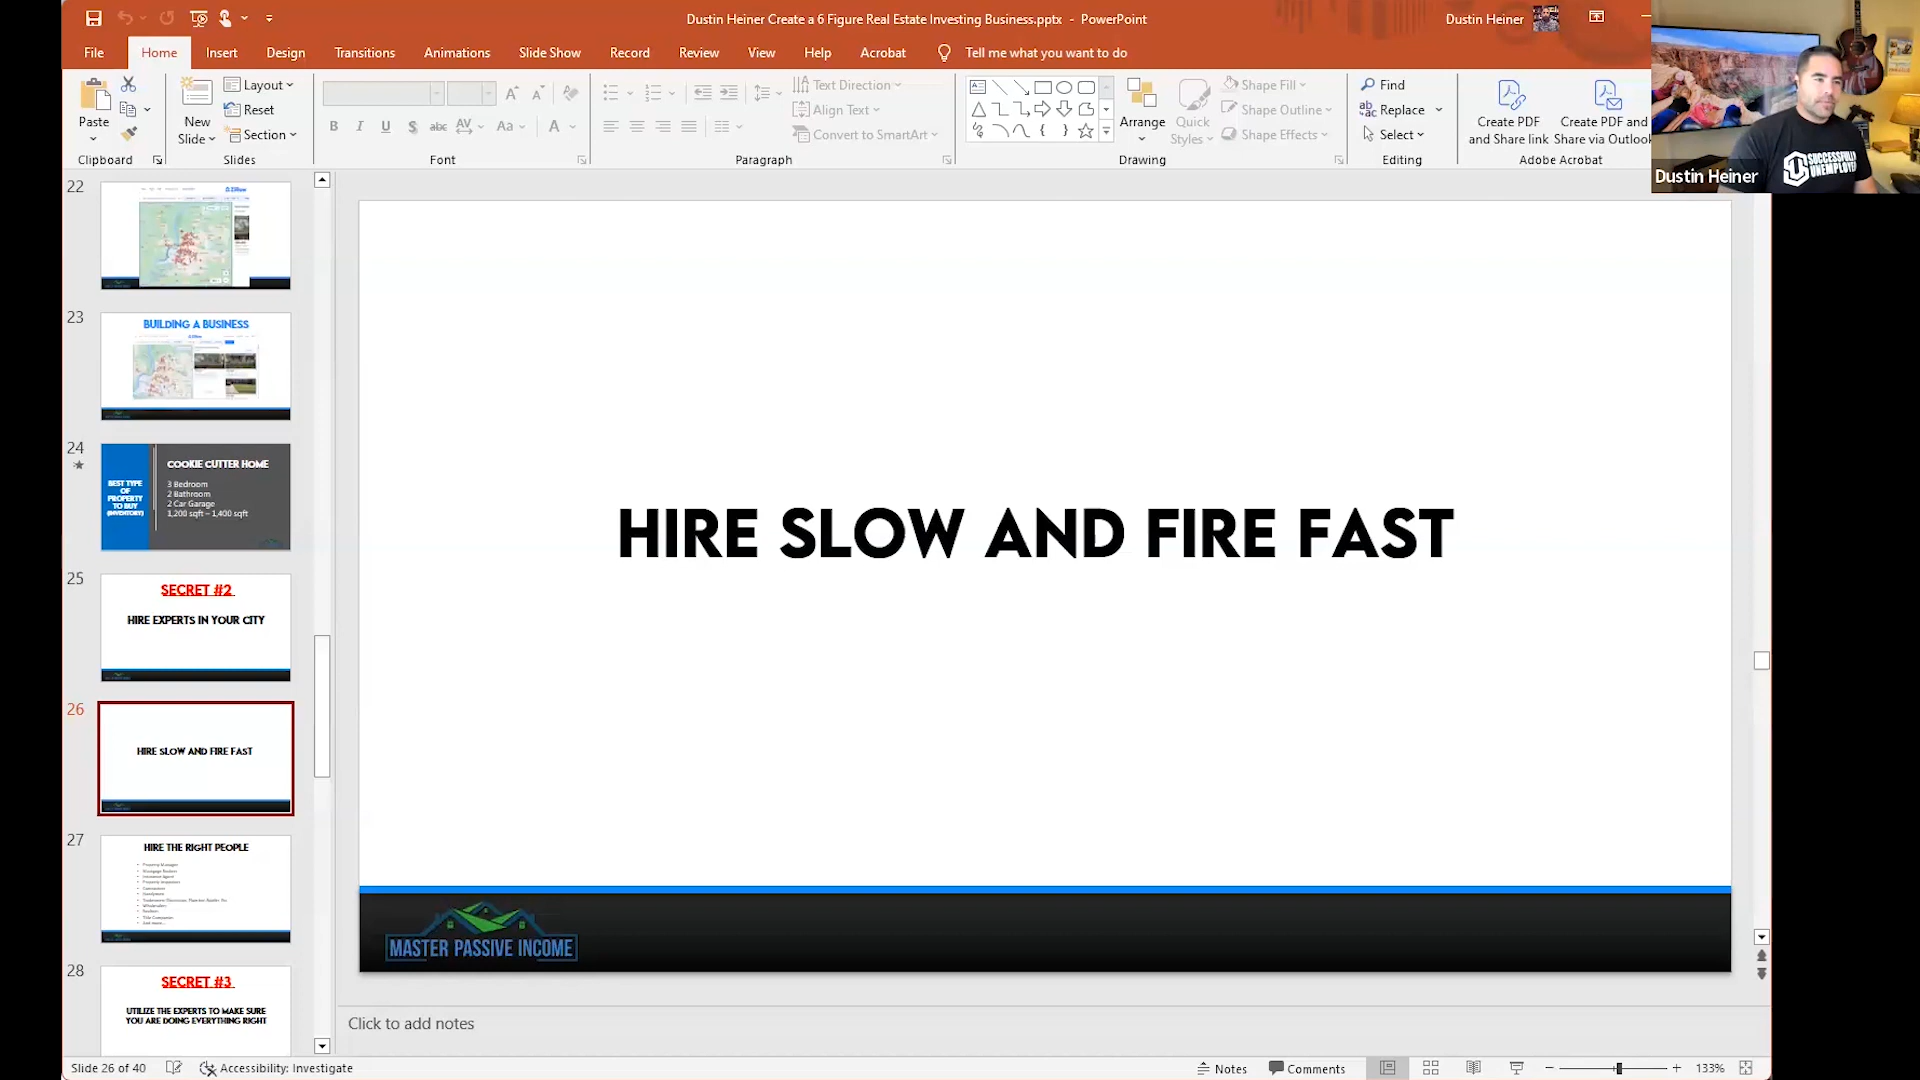 Dustin Heiner Create a 6 Figure Real Estate Investing Business.pptx - PowerPoint
Dustin Heiner
File Home Insert Design Transitions Animations Slide Show Record Review View Help Acrobat Tell me what you want to do
Paste
Clipboard
New
Slide
Layout
Reset
Section
Slides
B I U S abc AV Aa A
Font
Text Direction
Align Text
Convert to SmartArt
Paragraph
Arrange
Quick
Styles
Shape Fill
Shape Outline
Shape Effects
Drawing
Find
Replace
Select
Editing
Create PDF
and Share link
Create PDF and
Share via Outlook
Adobe Acrobat
SUCCESSFULLY
UNEMPLOYED
Dustin Heiner
22
Zillow
23
BUILDING A BUSINESS
24
BEST TYPE
OF
PROPERTY
TO BUY
(INVENTORY)
COOKIE CUTTER HOME
3 Bedroom
2 Bathroom
2 Car Garage
1,200 sqft – 1,400 sqft
25
SECRET #2
HIRE EXPERTS IN YOUR CITY
26
HIRE SLOW AND FIRE FAST
27
HIRE THE RIGHT PEOPLE
28
SECRET #3
UTILIZE THE EXPERTS TO MAKE SURE
YOU ARE DOING EVERYTHING RIGHT
HIRE SLOW AND FIRE FAST
MASTER PASSIVE INCOME
Click to add notes
Slide 26 of 40
Accessibility: Investigate
Notes
Comments
133%